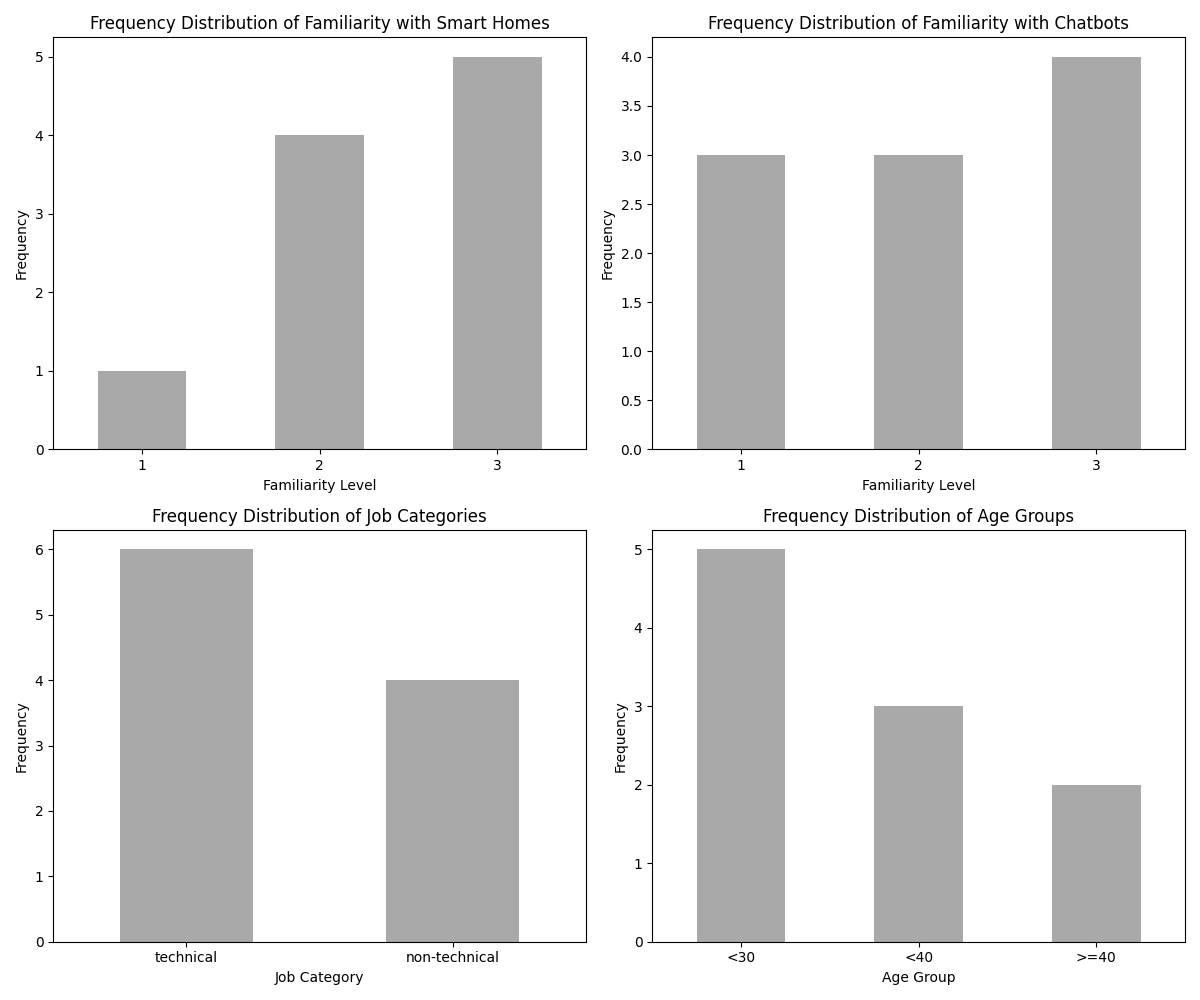 Frequency Distribution of Familiarity with Smart Homes
5
4
3
2
1
0
Frequency
1 2 3
Familiarity Level
Frequency Distribution of Familiarity with Chatbots
4.0
3.5
3.0
2.5
2.0
1.5
1.0
0.5
0.0
Frequency
1 2 3
Familiarity Level
Frequency Distribution of Job Categories
6
5
4
3
2
1
0
Frequency
technical non-technical
Job Category
Frequency Distribution of Age Groups
5
4
3
2
1
0
Frequency
<30 <40 >=40
Age Group